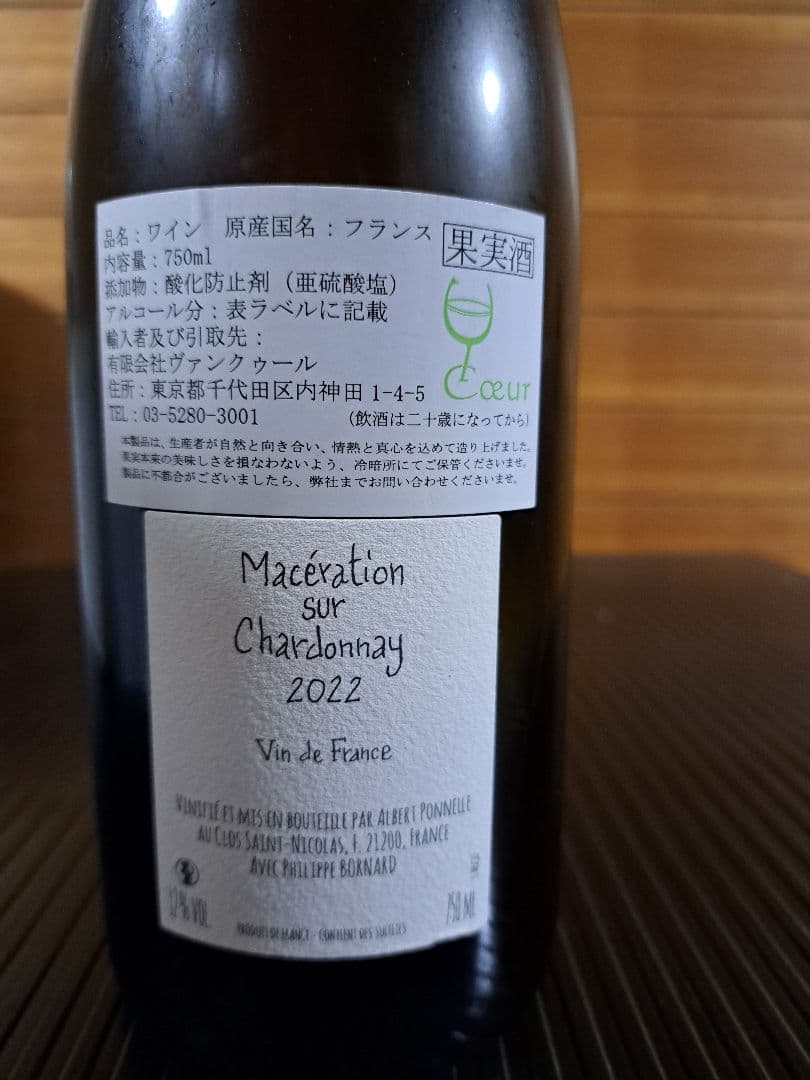 品名：ワイン　原産国名：フランス
果実酒
内容量：750ml
添加物：酸化防止剤（亜硫酸塩）
アルコール分：表ラベルに記載
輸入者及び引取先：
有限会社ヴァンクゥール
住所：東京都千代田区内神田 1-4-5
TEL：03-5280-3001　（飲酒は二十歳になってから）
Cœur
本製品は、生産者が自然と向き合い、情熱と真心を込めて造り上げました。
果実本来の美味しさを損なわないよう、冷暗所にてご保管くださいませ。
製品に不都合がございましたら、弊社までお問い合わせくださいませ。
Macération
sur
Chardonnay
2022
Vin de France
VINIFIÉ ET MIS EN BOUTEILLE PAR ALBERT PONNELLE
AU CLOS SAINT-NICOLAS, F. 21200, FRANCE
AVEC PHILIPPE BORNARD
12% VOL
750 ML
PRODUIT DE FRANCE - CONTIENT DES SULFITES